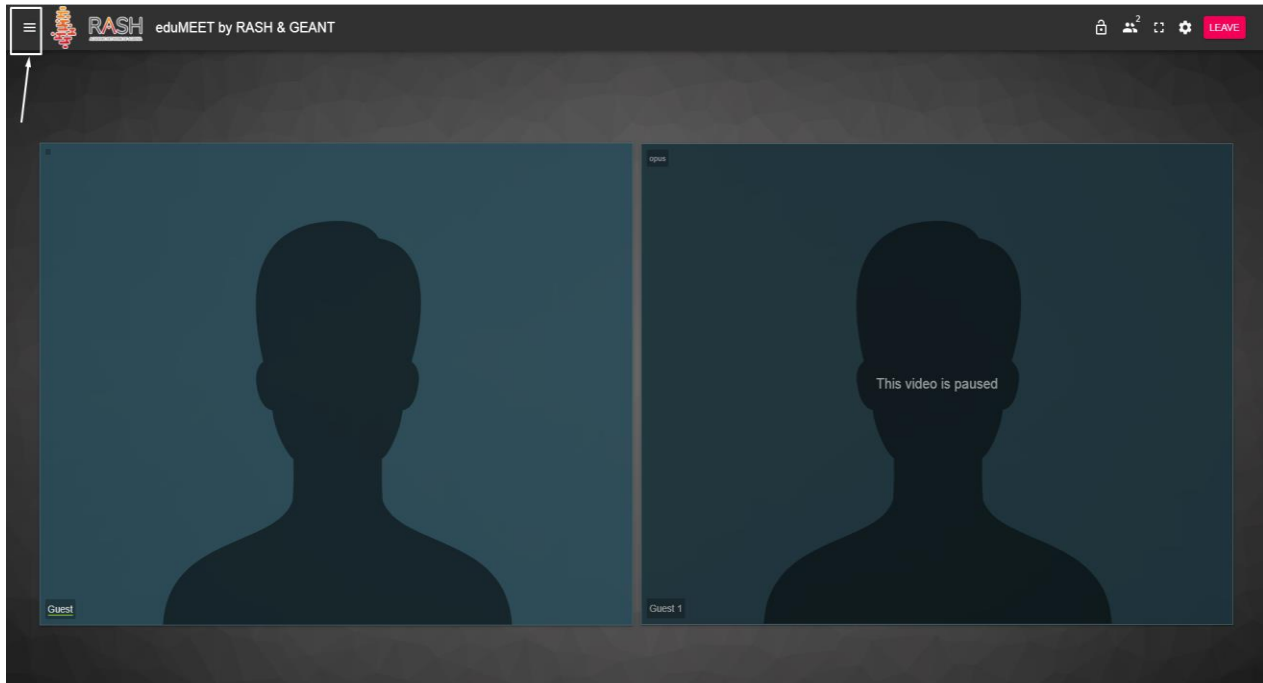 RASH
eduMEET by RASH & GEANT
2
LEAVE
opus
This video is paused
Guest
Guest 1